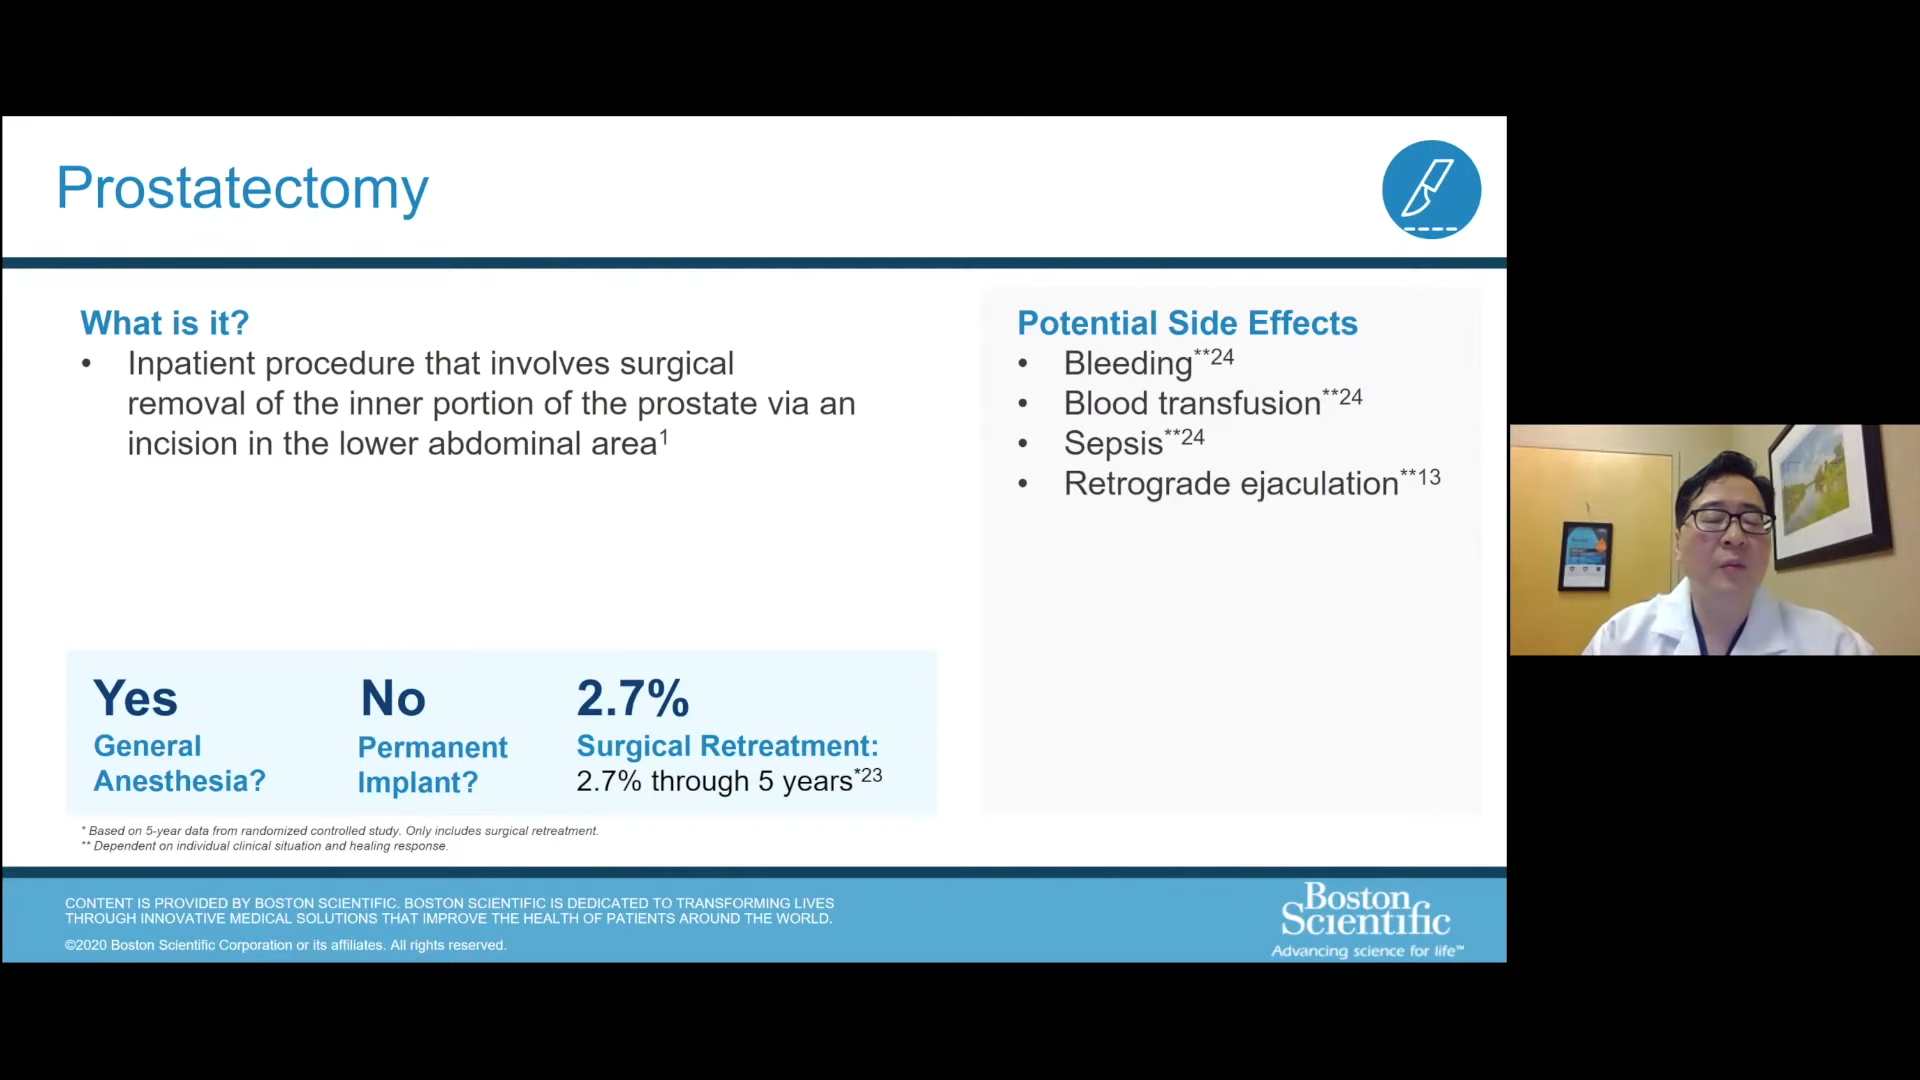 Prostatectomy
What is it?
• Inpatient procedure that involves surgical
removal of the inner portion of the prostate via an
incision in the lower abdominal area1
Potential Side Effects
• Bleeding**24
• Blood transfusion**24
• Sepsis**24
• Retrograde ejaculation**13
Yes
General
Anesthesia?
No
Permanent
Implant?
2.7%
Surgical Retreatment:
2.7% through 5 years*23
* Based on 5-year data from randomized controlled study. Only includes surgical retreatment.
** Dependent on individual clinical situation and healing response.
CONTENT IS PROVIDED BY BOSTON SCIENTIFIC. BOSTON SCIENTIFIC IS DEDICATED TO TRANSFORMING LIVES
THROUGH INNOVATIVE MEDICAL SOLUTIONS THAT IMPROVE THE HEALTH OF PATIENTS AROUND THE WORLD.
©2020 Boston Scientific Corporation or its affiliates. All rights reserved.
Boston
Scientific
Advancing science for life™